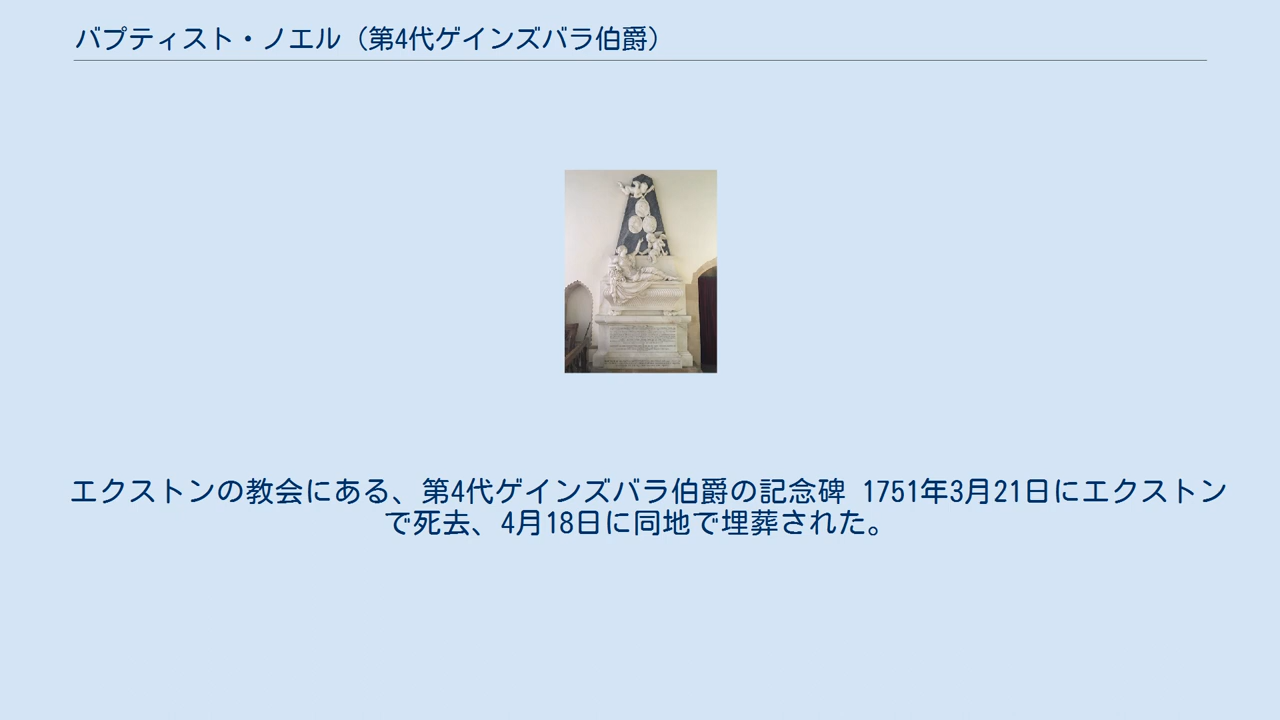 バプティスト・ノエル（第4代ゲインズバラ伯爵）
エクストンの教会にある、第4代ゲインズバラ伯爵の記念碑 1751年3月21日にエクストン
で死去、4月18日に同地で埋葬された。